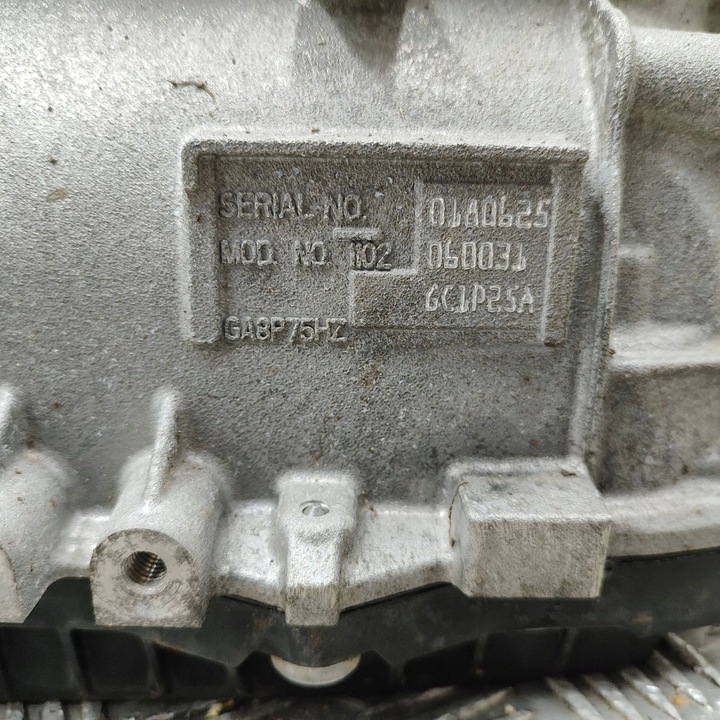 SERIAL NO. 0180625
MOD. NO. 1102 060031
6C1P25A
GA8P75HZ